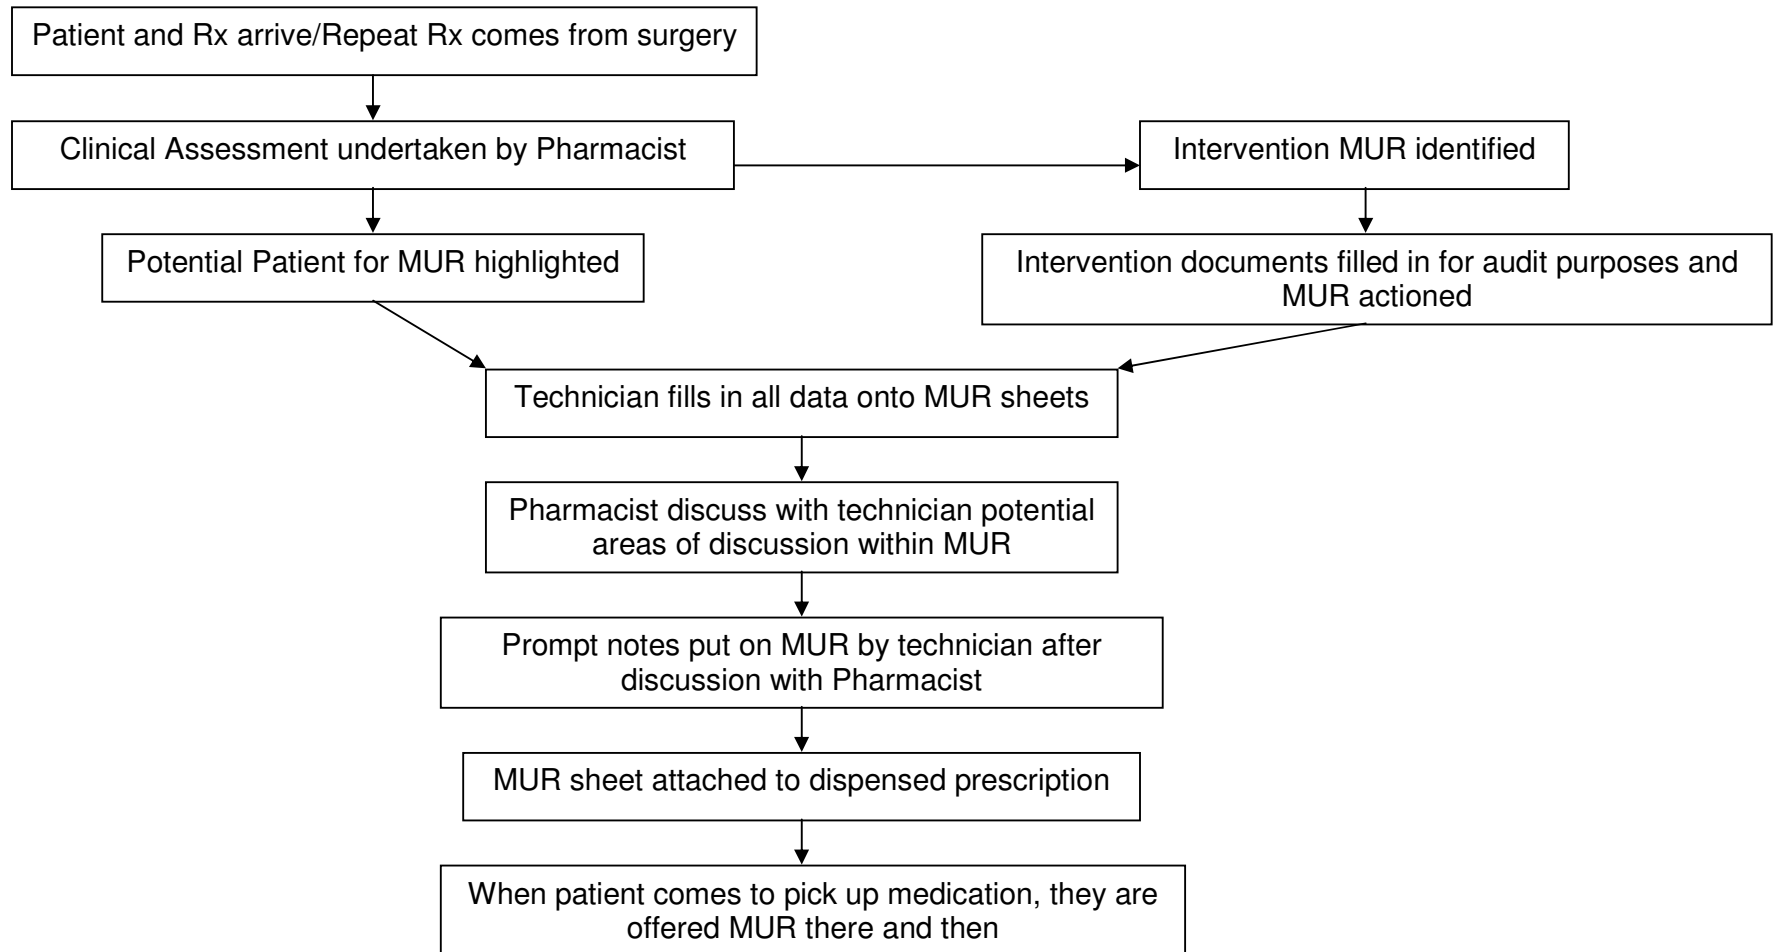 Patient and Rx arrive/Repeat Rx comes from surgery
Clinical Assessment undertaken by Pharmacist
Intervention MUR identified
Potential Patient for MUR highlighted
Intervention documents filled in for audit purposes and
MUR actioned
Technician fills in all data onto MUR sheets
Pharmacist discuss with technician potential
areas of discussion within MUR
Prompt notes put on MUR by technician after
discussion with Pharmacist
MUR sheet attached to dispensed prescription
When patient comes to pick up medication, they are
offered MUR there and then